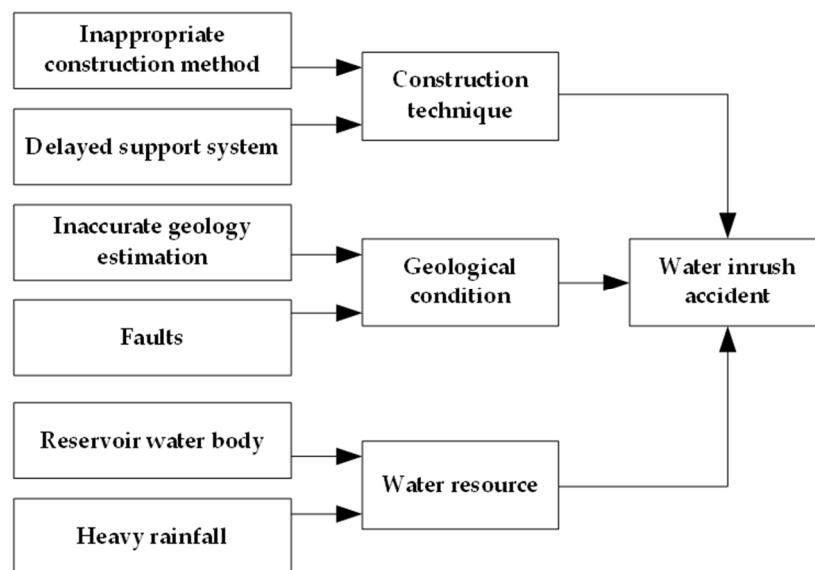 Inappropriate
construction method
Delayed support system
Construction
technique
Inaccurate geology
estimation
Faults
Geological
condition
Reservoir water body
Heavy rainfall
Water resource
Water inrush
accident